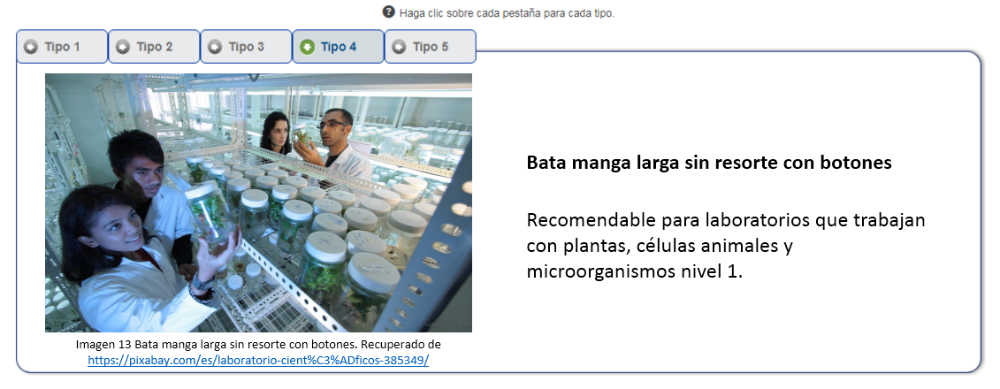 Haga clic sobre cada pestaña para cada tipo.
Tipo 1
Tipo 2
Tipo 3
Tipo 4
Tipo 5
Bata manga larga sin resorte con botones
Recomendable para laboratorios que trabajan
con plantas, células animales y
microorganismos nivel 1.
Imagen 13 Bata manga larga sin resorte con botones. Recuperado de
https://pixabay.com/es/laboratorio-cient%C3%ADficos-385349/